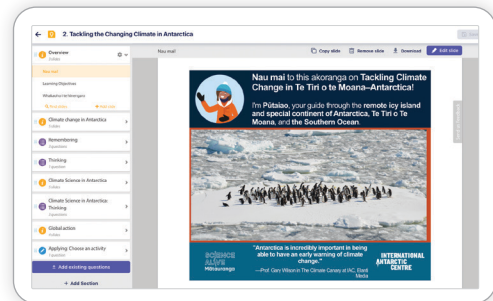 2. Tackling the Changing Climate in Antarctica
Overview
Nau mai
Learning Objectives
Climate change in Antarctica
Remembering
Thinking
Climate Science in Antarctica
Climate Science in Antarctica
Thinking
Global action
Applying: Choose an activity
Add existing questions
+ Add Section
Nau mai
Copy slide
Remove slide
Download
Edit slide
Nau mai to this akoranga on Tackling Climate
Change in Te Tiri o te Moana–Antarctica!
I'm Pūtaiao, your guide through the remote icy island
and special continent of Antarctica, Te Tiri o Te
Moana, and the Southern Ocean.
SCIENCE
ALIVE
Mātauranga
"Antarctica is incredibly important in being
able to have an early warning of climate
change."
—Prof. Gary Wilson in The Climate Canary at IAC, Elanti
Media
INTERNATIONAL
ANTARCTIC
CENTRE